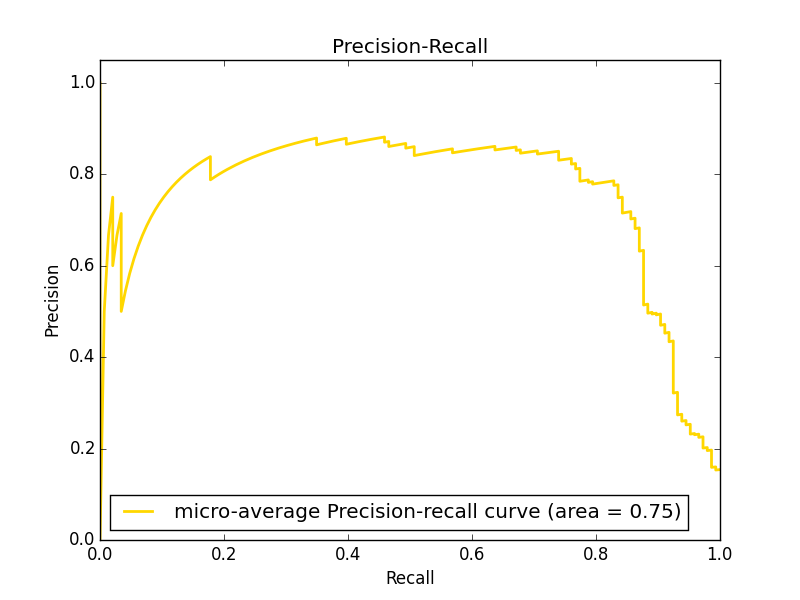 Precision-Recall
1.0
0.8
0.6
0.4
0.2
0.0
Precision
micro-average Precision-recall curve (area = 0.75)
0.0 0.2 0.4 0.6 0.8 1.0
Recall